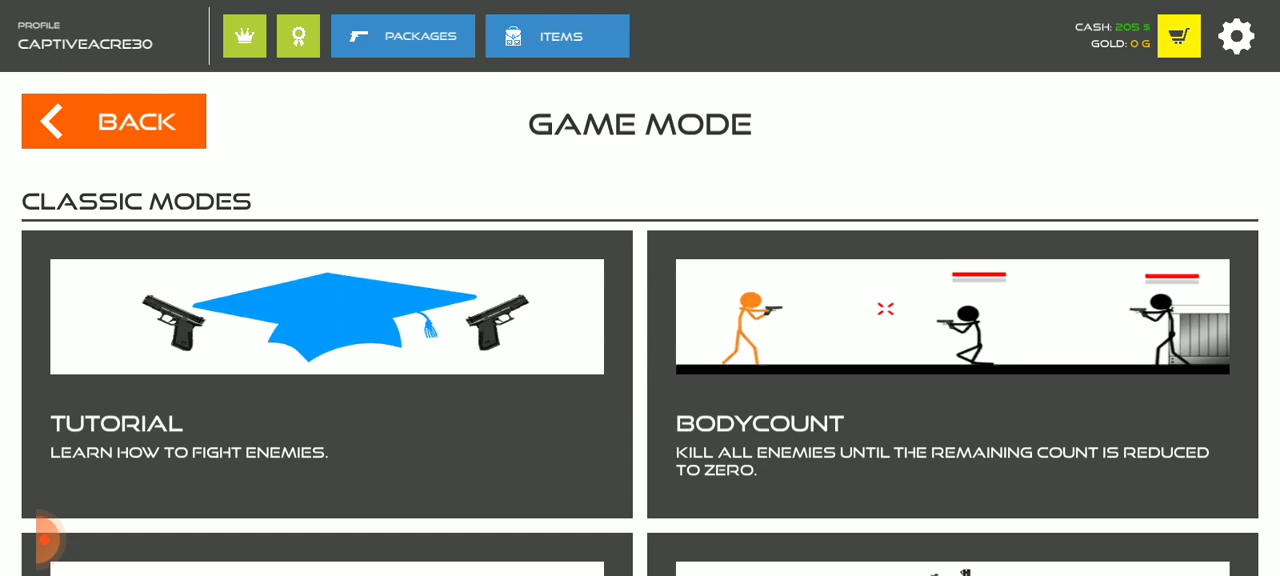 PROFILE
CAPTIVEACRE30
PACKAGES
ITEMS
CASH: 205 $
GOLD: 0 G
BACK
GAME MODE
CLASSIC MODES
TUTORIAL
LEARN HOW TO FIGHT ENEMIES.
BODYCOUNT
KILL ALL ENEMIES UNTIL THE REMAINING COUNT IS REDUCED
TO ZERO.